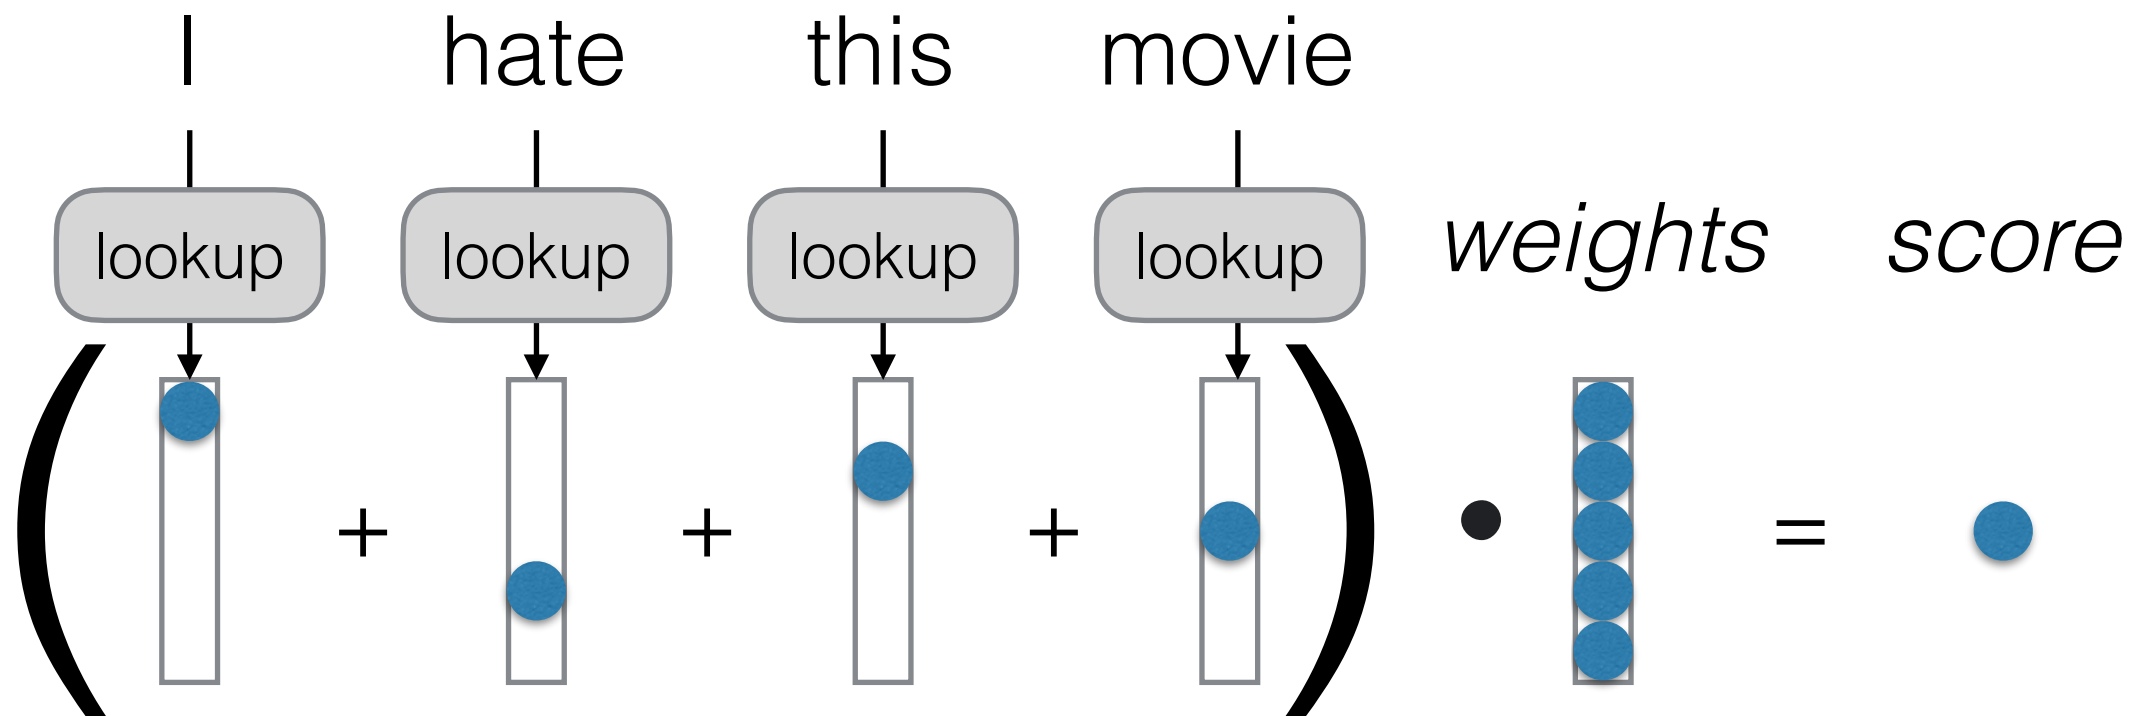 I hate this movie
lookup lookup lookup lookup weights score
( + + + ) • =